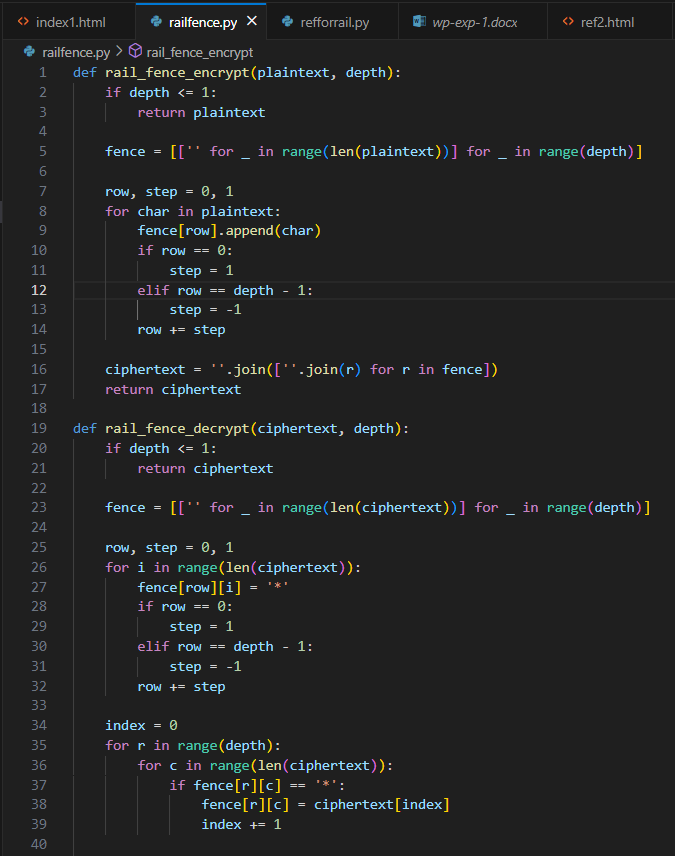 index1.html railfence.py refforrail.py wp-exp-1.docx ref2.html
railfence.py > rail_fence_encrypt
1 def rail_fence_encrypt(plaintext, depth):
2     if depth <= 1:
3         return plaintext
4
5     fence = [['' for _ in range(len(plaintext))] for _ in range(depth)]
6
7     row, step = 0, 1
8     for char in plaintext:
9         fence[row].append(char)
10         if row == 0:
11             step = 1
12         elif row == depth - 1:
13             step = -1
14         row += step
15
16     ciphertext = ''.join([''.join(r) for r in fence])
17     return ciphertext
18
19 def rail_fence_decrypt(ciphertext, depth):
20     if depth <= 1:
21         return ciphertext
22
23     fence = [['' for _ in range(len(ciphertext))] for _ in range(depth)]
24
25     row, step = 0, 1
26     for i in range(len(ciphertext)):
27         fence[row][i] = '*'
28         if row == 0:
29             step = 1
30         elif row == depth - 1:
31             step = -1
32         row += step
33
34     index = 0
35     for r in range(depth):
36         for c in range(len(ciphertext)):
37             if fence[r][c] == '*':
38                 fence[r][c] = ciphertext[index]
39                 index += 1
40